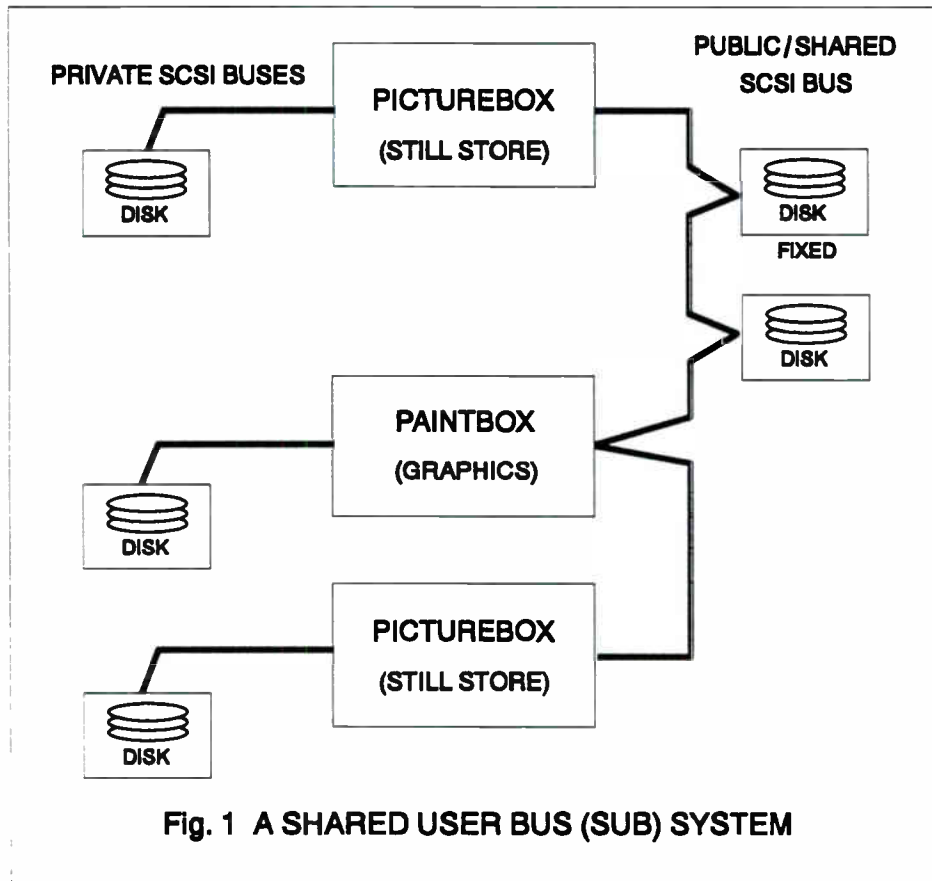 PRIVATE SCSI BUSES
PUBLIC/SHARED
SCSI BUS
PICTUREBOX
(STILL STORE)
DISK
DISK
FIXED
DISK
PAINTBOX
(GRAPHICS)
DISK
PICTUREBOX
(STILL STORE)
DISK
Fig. 1 A SHARED USER BUS (SUB) SYSTEM